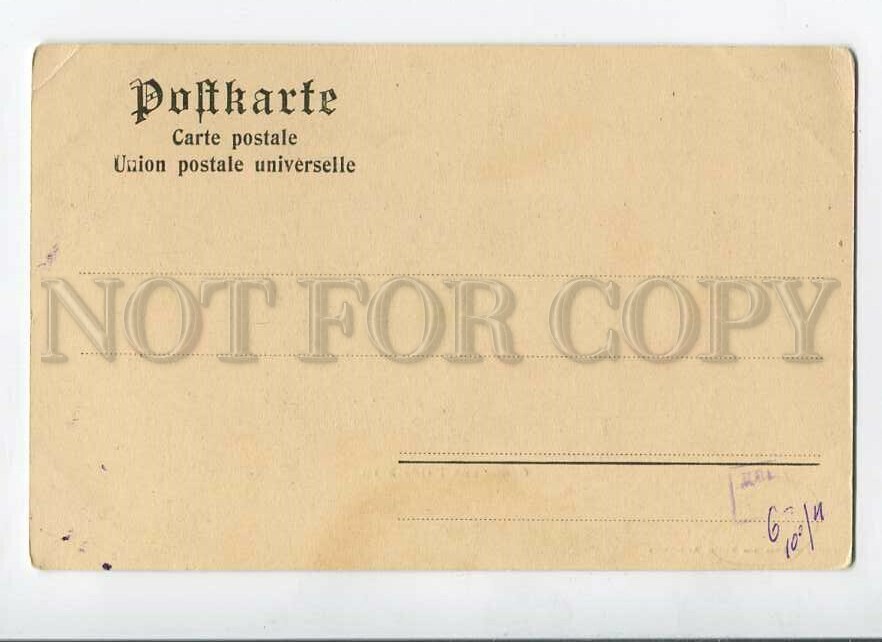 Postkarte
Carte postale
Union postale universelle
NOT FOR COPY